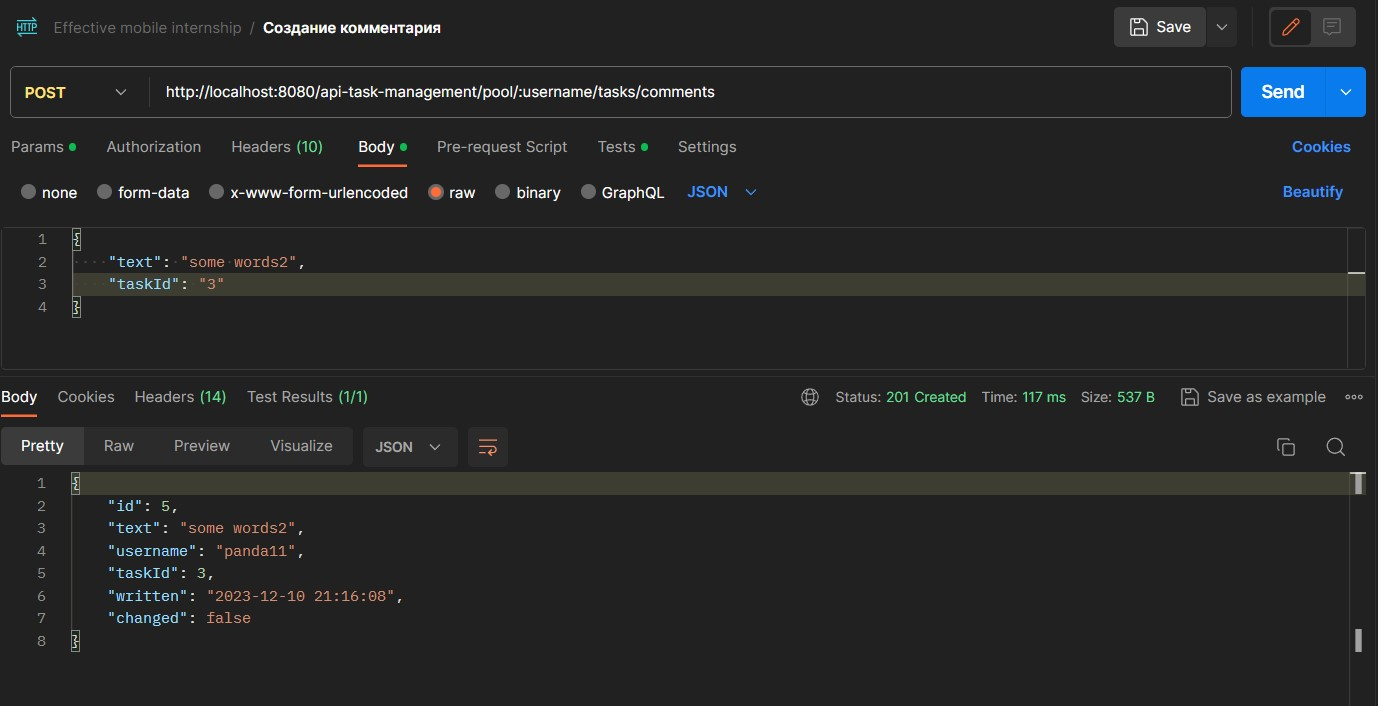 HTTP Effective mobile internship / Создание комментария Save
POST http://localhost:8080/api-task-management/pool/:username/tasks/comments Send
Params Authorization Headers (10) Body Pre-request Script Tests Settings Cookies
none form-data x-www-form-urlencoded raw binary GraphQL JSON Beautify
1 {
2 "text": "some words2",
3 "taskId": "3"
4 }
Body Cookies Headers (14) Test Results (1/1) Status: 201 Created Time: 117 ms Size: 537 B Save as example
Pretty Raw Preview Visualize JSON
1 {
2 "id": 5,
3 "text": "some words2",
4 "username": "panda11",
5 "taskId": 3,
6 "written": "2023-12-10 21:16:08",
7 "changed": false
8 }